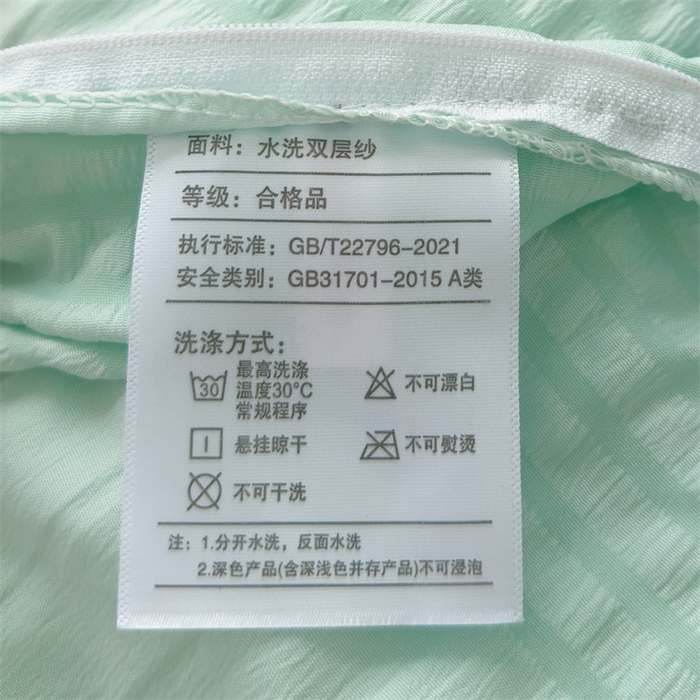 面料：水洗双层纱
等级：合格品
执行标准：GB/T22796-2021
安全类别：GB31701-2015 A类
洗涤方式：
30
最高洗涤
温度30°C
常规程序
不可漂白
悬挂晾干
不可熨烫
不可干洗
注：1.分开水洗，反面水洗
2.深色产品(含深浅色并存产品)不可浸泡